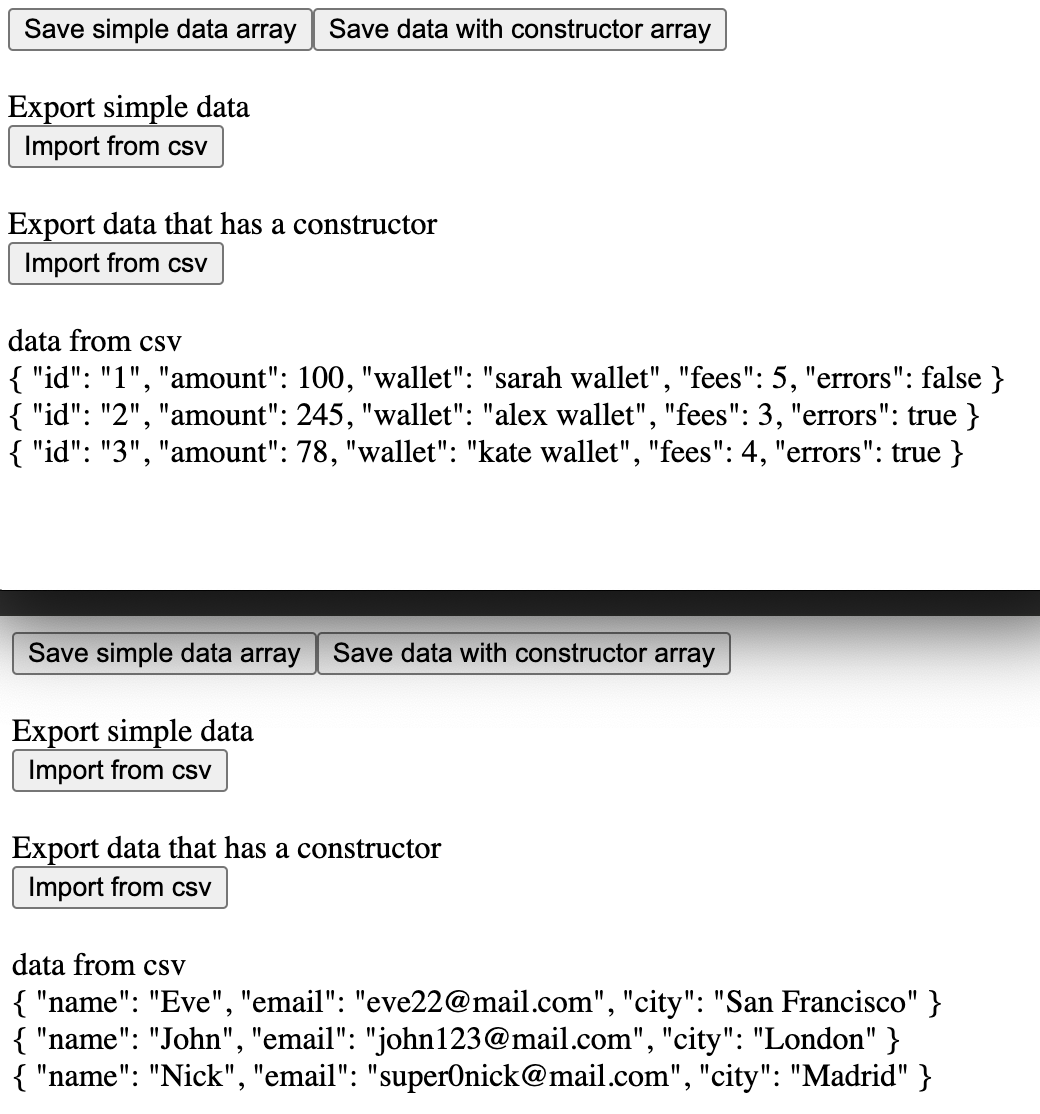 Save simple data array Save data with constructor array
Export simple data
Import from csv
Export data that has a constructor
Import from csv
data from csv
{ "id": "1", "amount": 100, "wallet": "sarah wallet", "fees": 5, "errors": false }
{ "id": "2", "amount": 245, "wallet": "alex wallet", "fees": 3, "errors": true }
{ "id": "3", "amount": 78, "wallet": "kate wallet", "fees": 4, "errors": true }
Save simple data array Save data with constructor array
Export simple data
Import from csv
Export data that has a constructor
Import from csv
data from csv
{ "name": "Eve", "email": "eve22@mail.com", "city": "San Francisco" }
{ "name": "John", "email": "john123@mail.com", "city": "London" }
{ "name": "Nick", "email": "super0nick@mail.com", "city": "Madrid" }